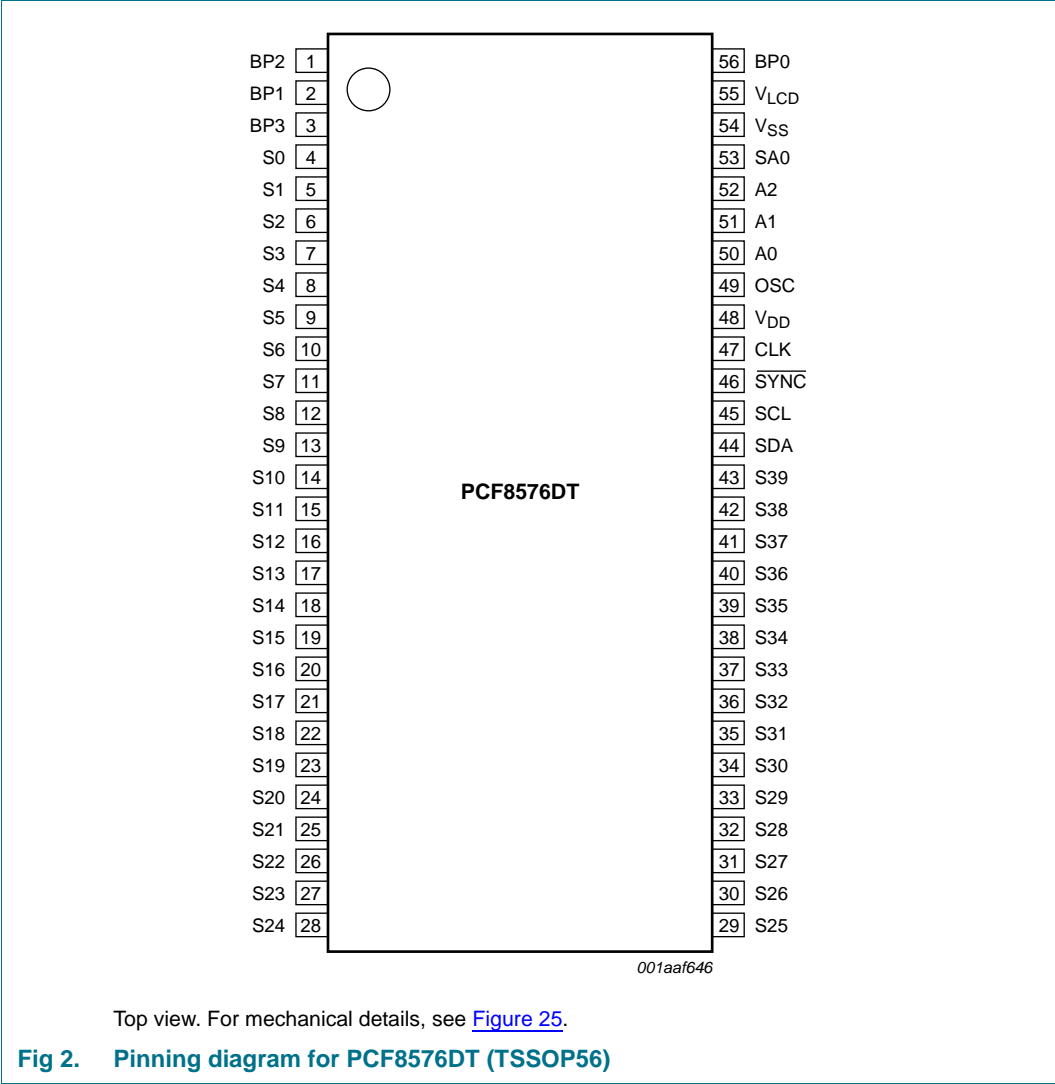 BP2 1 56 BP0
BP1 2 55 VLCD
BP3 3 54 VSS
S0 4 53 SA0
S1 5 52 A2
S2 6 51 A1
S3 7 50 A0
S4 8 49 OSC
S5 9 48 VDD
S6 10 47 CLK
S7 11 46 SYNC
S8 12 45 SCL
S9 13 44 SDA
S10 14 43 S39
PCF8576DT
S11 15 42 S38
S12 16 41 S37
S13 17 40 S36
S14 18 39 S35
S15 19 38 S34
S16 20 37 S33
S17 21 36 S32
S18 22 35 S31
S19 23 34 S30
S20 24 33 S29
S21 25 32 S28
S22 26 31 S27
S23 27 30 S26
S24 28 29 S25
001aaf646
Top view. For mechanical details, see Figure 25.
Fig 2. Pinning diagram for PCF8576DT (TSSOP56)